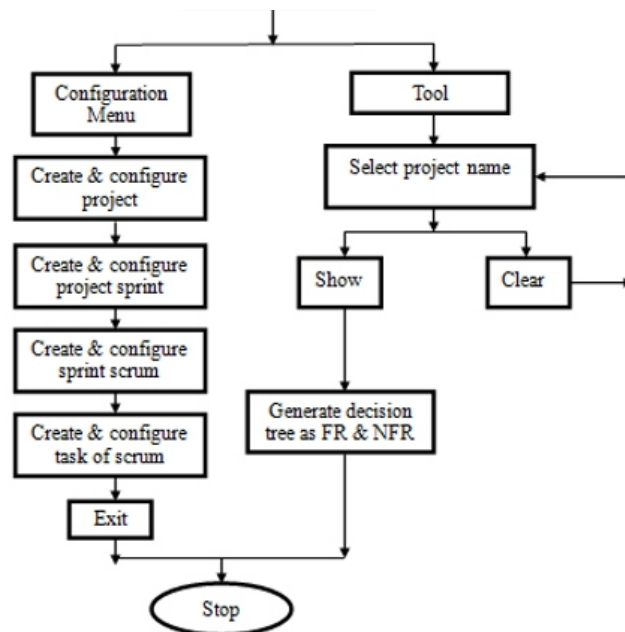 Configuration
Menu
Create & configure
project
Create & configure
project sprint
Create & configure
sprint scrum
Create & configure
task of scrum
Exit
Tool
Select project name
Show
Clear
Generate decision
tree as FR & NFR
Stop